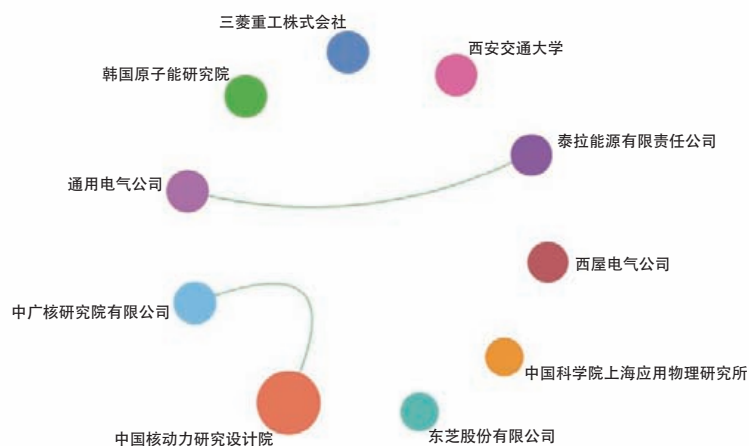 三菱重工株式会社
西安交通大学
韩国原子能研究院
泰拉能源有限责任公司
通用电气公司
西屋电气公司
中广核研究院有限公司
中国科学院上海应用物理研究所
东芝股份有限公司
中国核动力研究设计院